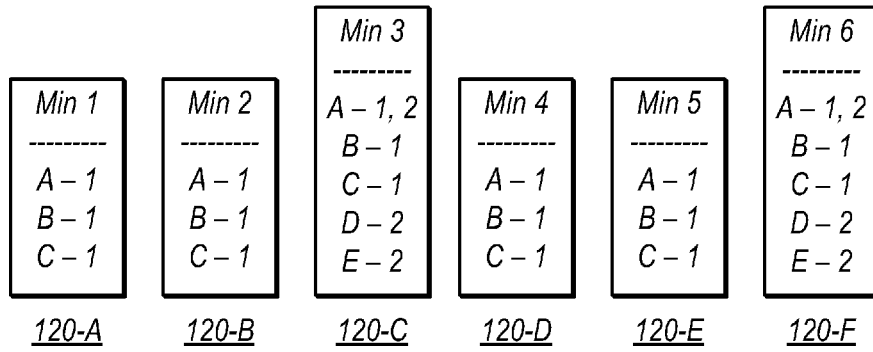 Min 1
---------
A – 1
B – 1
C – 1
120-A
Min 2
---------
A – 1
B – 1
C – 1
120-B
Min 3
---------
A – 1, 2
B – 1
C – 1
D – 2
E – 2
120-C
Min 4
---------
A – 1
B – 1
C – 1
120-D
Min 5
---------
A – 1
B – 1
C – 1
120-E
Min 6
---------
A – 1, 2
B – 1
C – 1
D – 2
E – 2
120-F